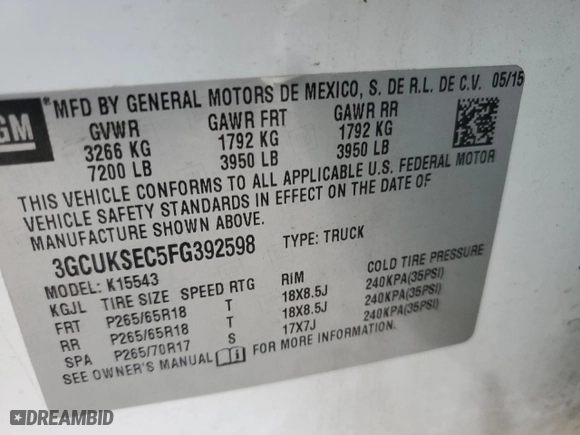 GM
*MFD BY GENERAL MOTORS DE MEXICO, S. DE R.L. DE C.V. 05/15
GVWR GAWR FRT GAWR RR
3266 KG 1792 KG 1792 KG
7200 LB 3950 LB 3950 LB
THIS VEHICLE CONFORMS TO ALL APPLICABLE U.S. FEDERAL MOTOR
VEHICLE SAFETY STANDARDS IN EFFECT ON THE DATE OF
MANUFACTURE SHOWN ABOVE.
3GCUKSEC5FG392598 TYPE: TRUCK
MODEL: K15543
KGJL TIRE SIZE SPEED RTG RIM COLD TIRE PRESSURE
FRT P265/65R18 T 18X8.5J 240KPA(35PSI)
RR P265/65R18 T 18X8.5J 240KPA(35PSI)
SPA P265/70R17 S 17X7J 240KPA(35PSI)
SEE OWNER'S MANUAL FOR MORE INFORMATION.
DREAMBID